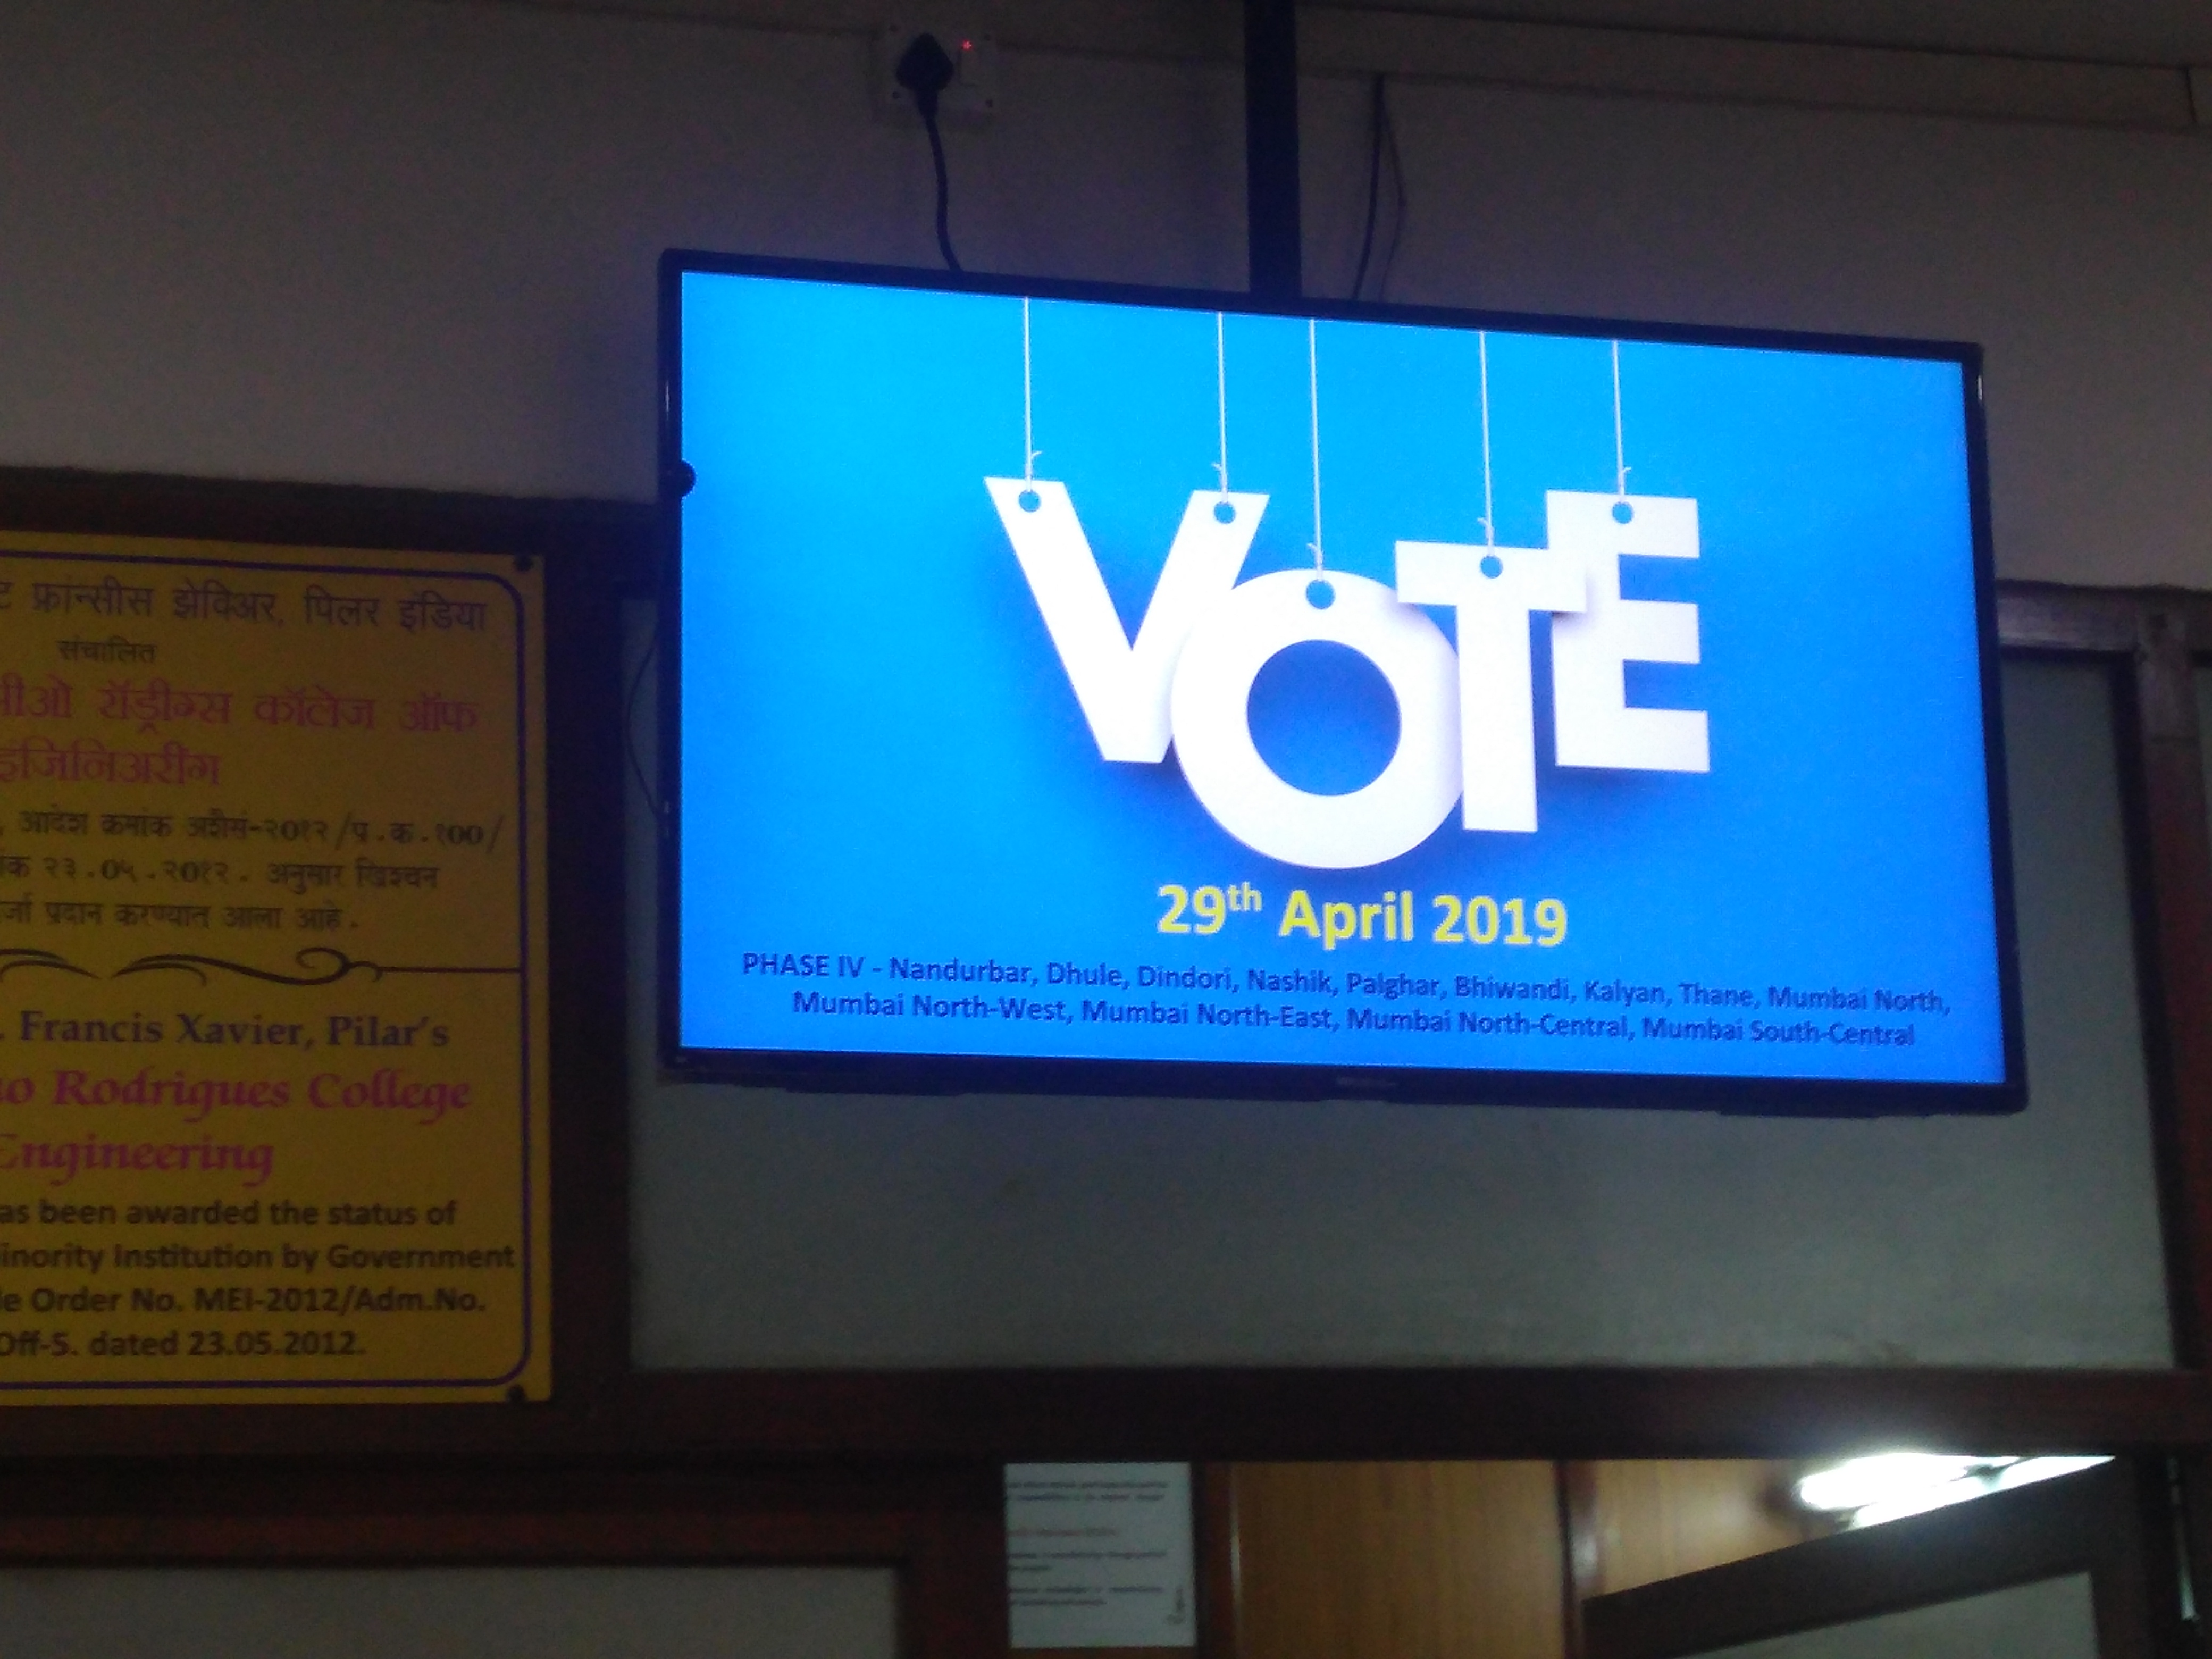 फ्रांन्सीस झेविअर, पिलर इंडिया
संचालित
रॉड्रीग्स कॉलेज ऑफ
इंजिनिअरींग
, आदेश क्रमांक अशैसं-२०१२/प्र.क.१००/
२३.०५.२०१२. अनुसार ख्रिश्चन
प्रदान करण्यात आला आहे.
. Francis Xavier, Pilar's
Rodrigues College
Engineering
as been awarded the status of
inority Institution by Government
Order No. MEI-2012/Adm.No.
Off-5. dated 23.05.2012.
VOTE
29th April 2019
PHASE IV - Nandurbar, Dhule, Dindori, Nashik, Palghar, Bhiwandi, Kalyan, Thane, Mumbai North,
Mumbai North-West, Mumbai North-East, Mumbai North-Central, Mumbai South-Central